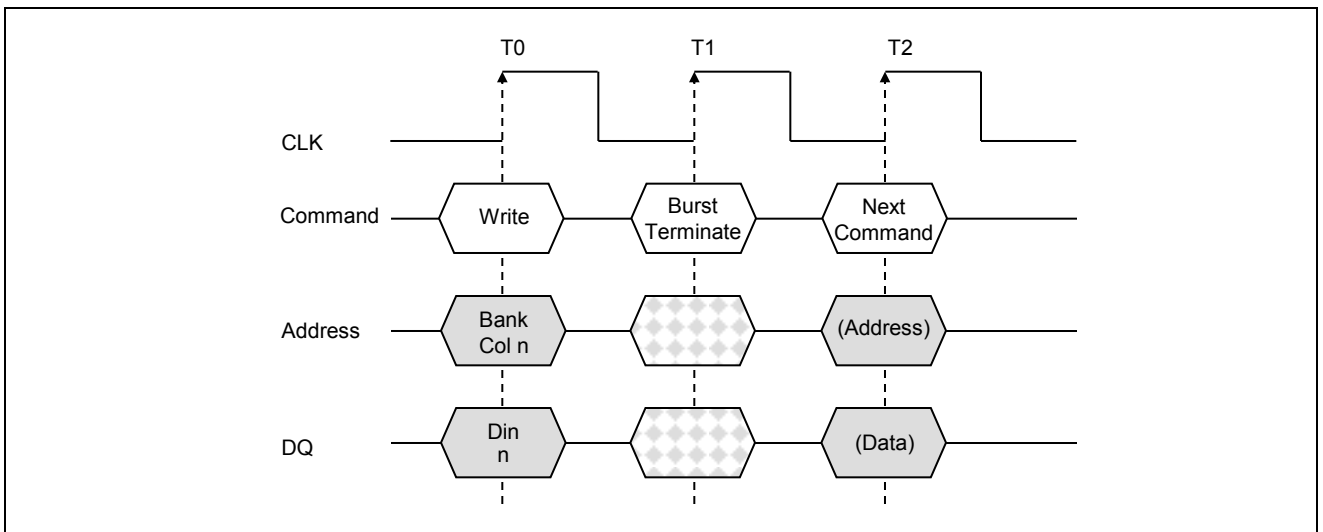 T0 T1 T2
CLK
Command Write Burst Terminate Next Command
Address Bank Col n (Address)
DQ Din n (Data)